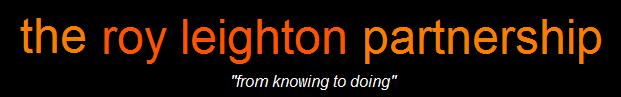 the roy leighton partnership
"from knowing to doing"